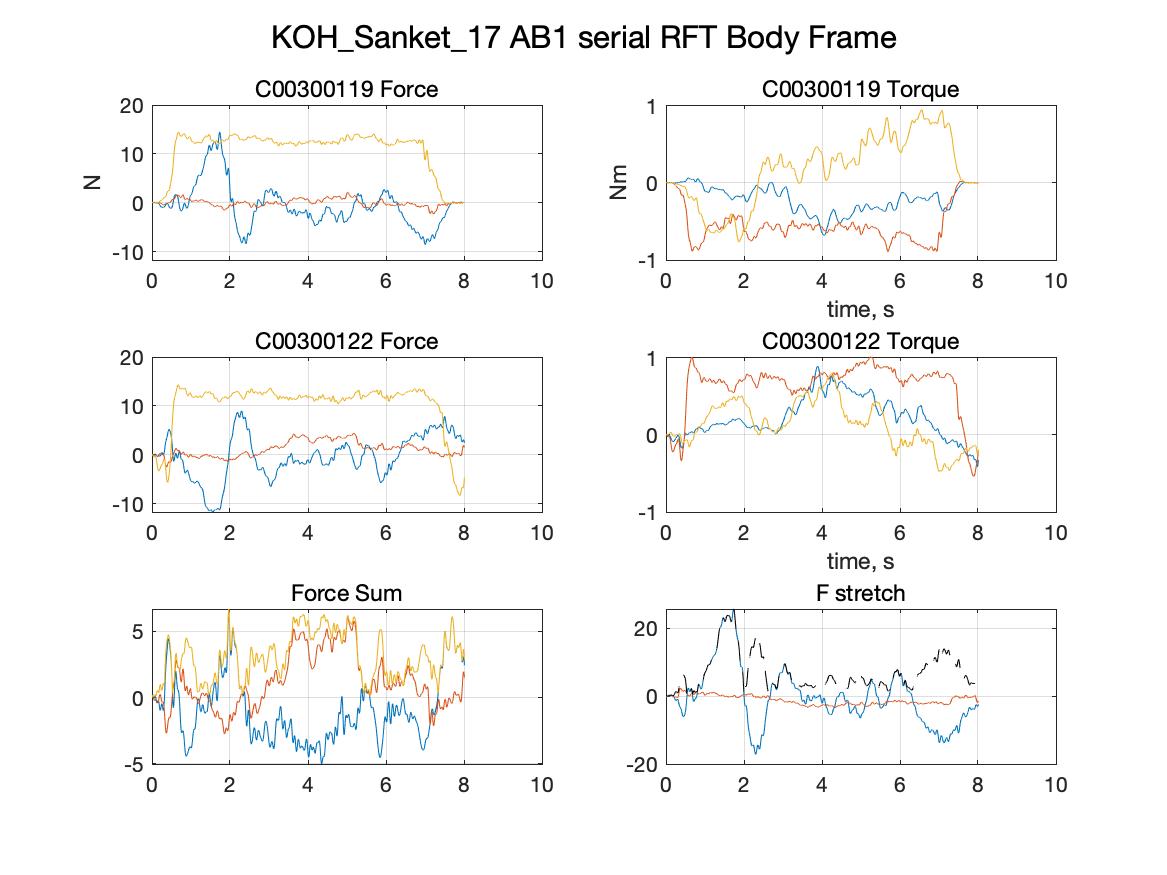 KOH_Sanket_17 AB1 serial RFT Body Frame
C00300119 Force
20
10
0
-10
N
0 2 4 6 8 10
C00300119 Torque
1
0
-1
Nm
0 2 4 6 8 10
time, s
C00300122 Force
20
10
0
-10
0 2 4 6 8 10
C00300122 Torque
1
0
-1
0 2 4 6 8 10
time, s
Force Sum
5
0
-5
0 2 4 6 8 10
F stretch
20
0
-20
0 2 4 6 8 10